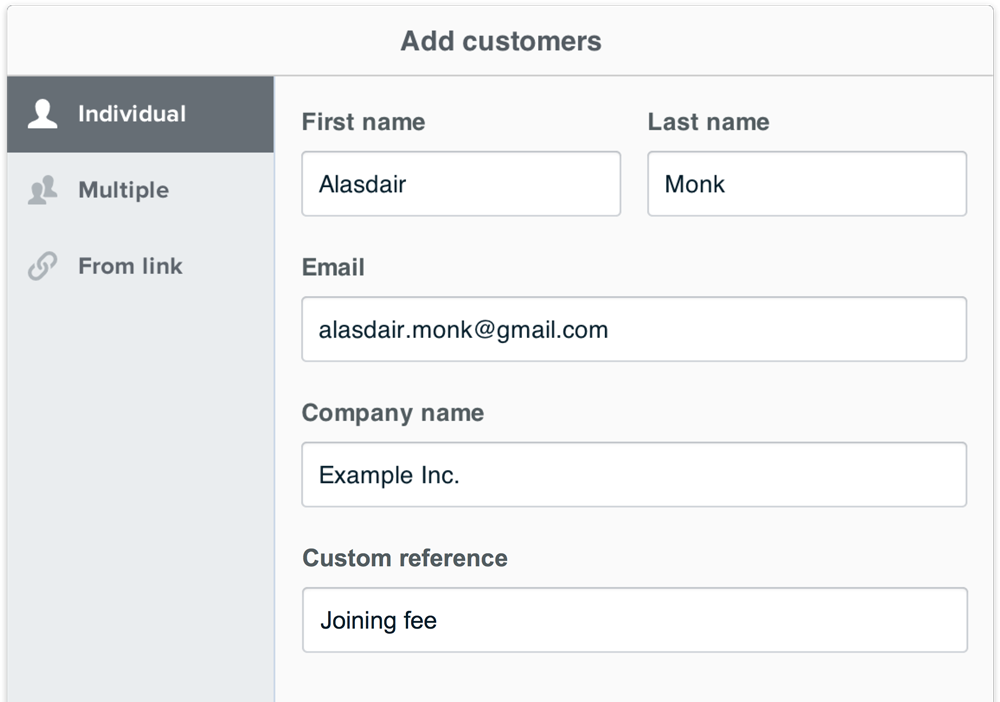 Add customers
Individual
Multiple
From link
First name
Last name
Alasdair
Monk
Email
alasdair.monk@gmail.com
Company name
Example Inc.
Custom reference
Joining fee